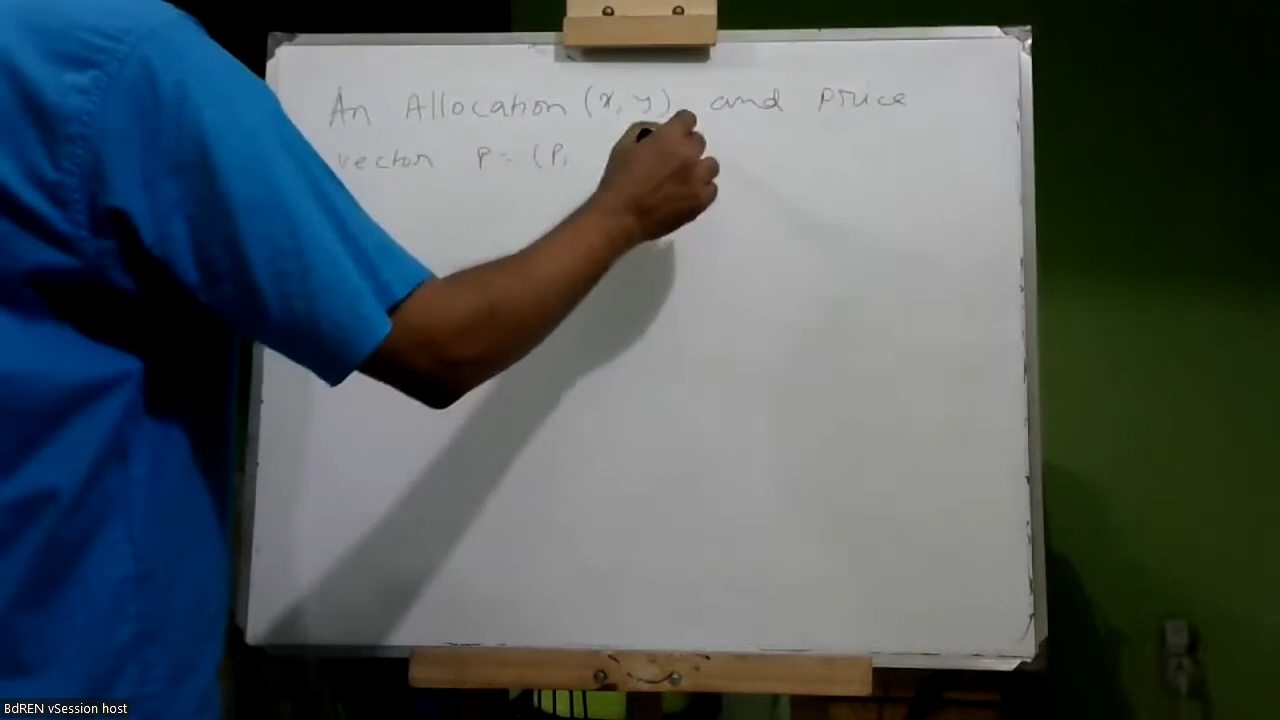 An Allocation (x, y) and price
vector P = (P,
BdREN vSession host